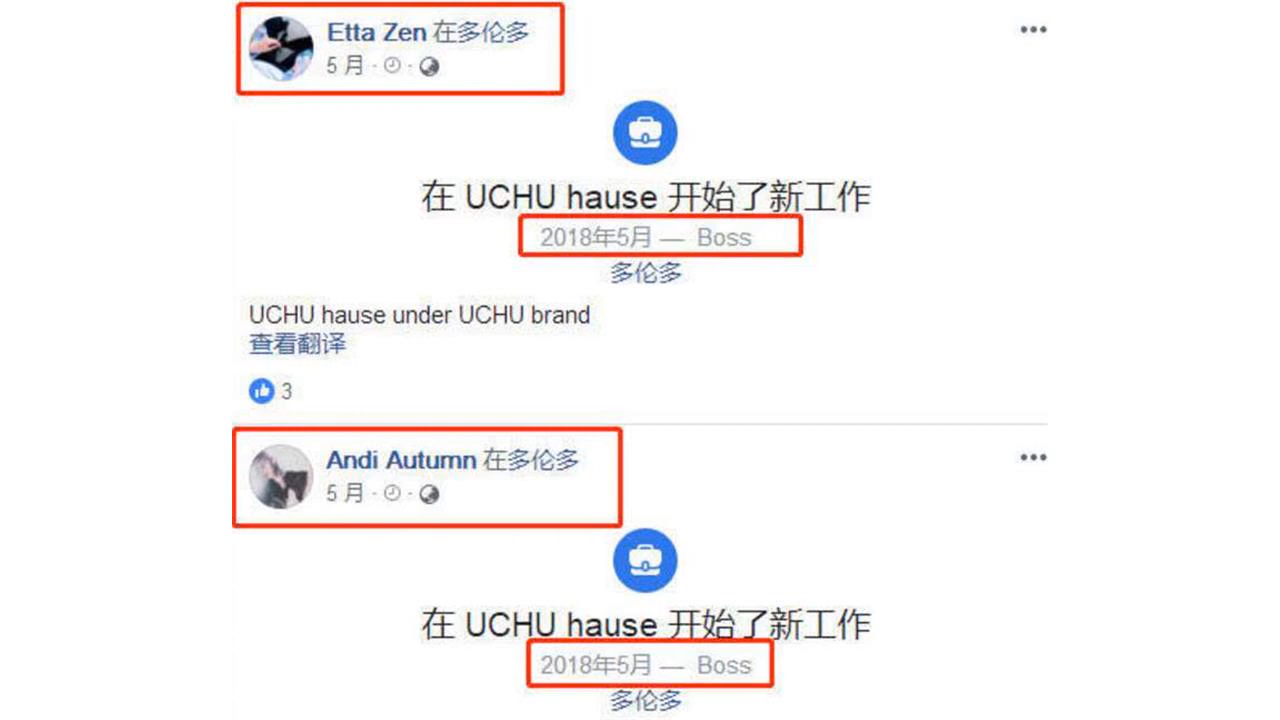 Etta Zen 在多伦多
5 月 · ·
在 UCHU hause 开始了新工作
2018年5月 — Boss
多伦多
UCHU hause under UCHU brand
查看翻译
3
Andi Autumn 在多伦多
5 月 · ·
在 UCHU hause 开始了新工作
2018年5月 — Boss
多伦多